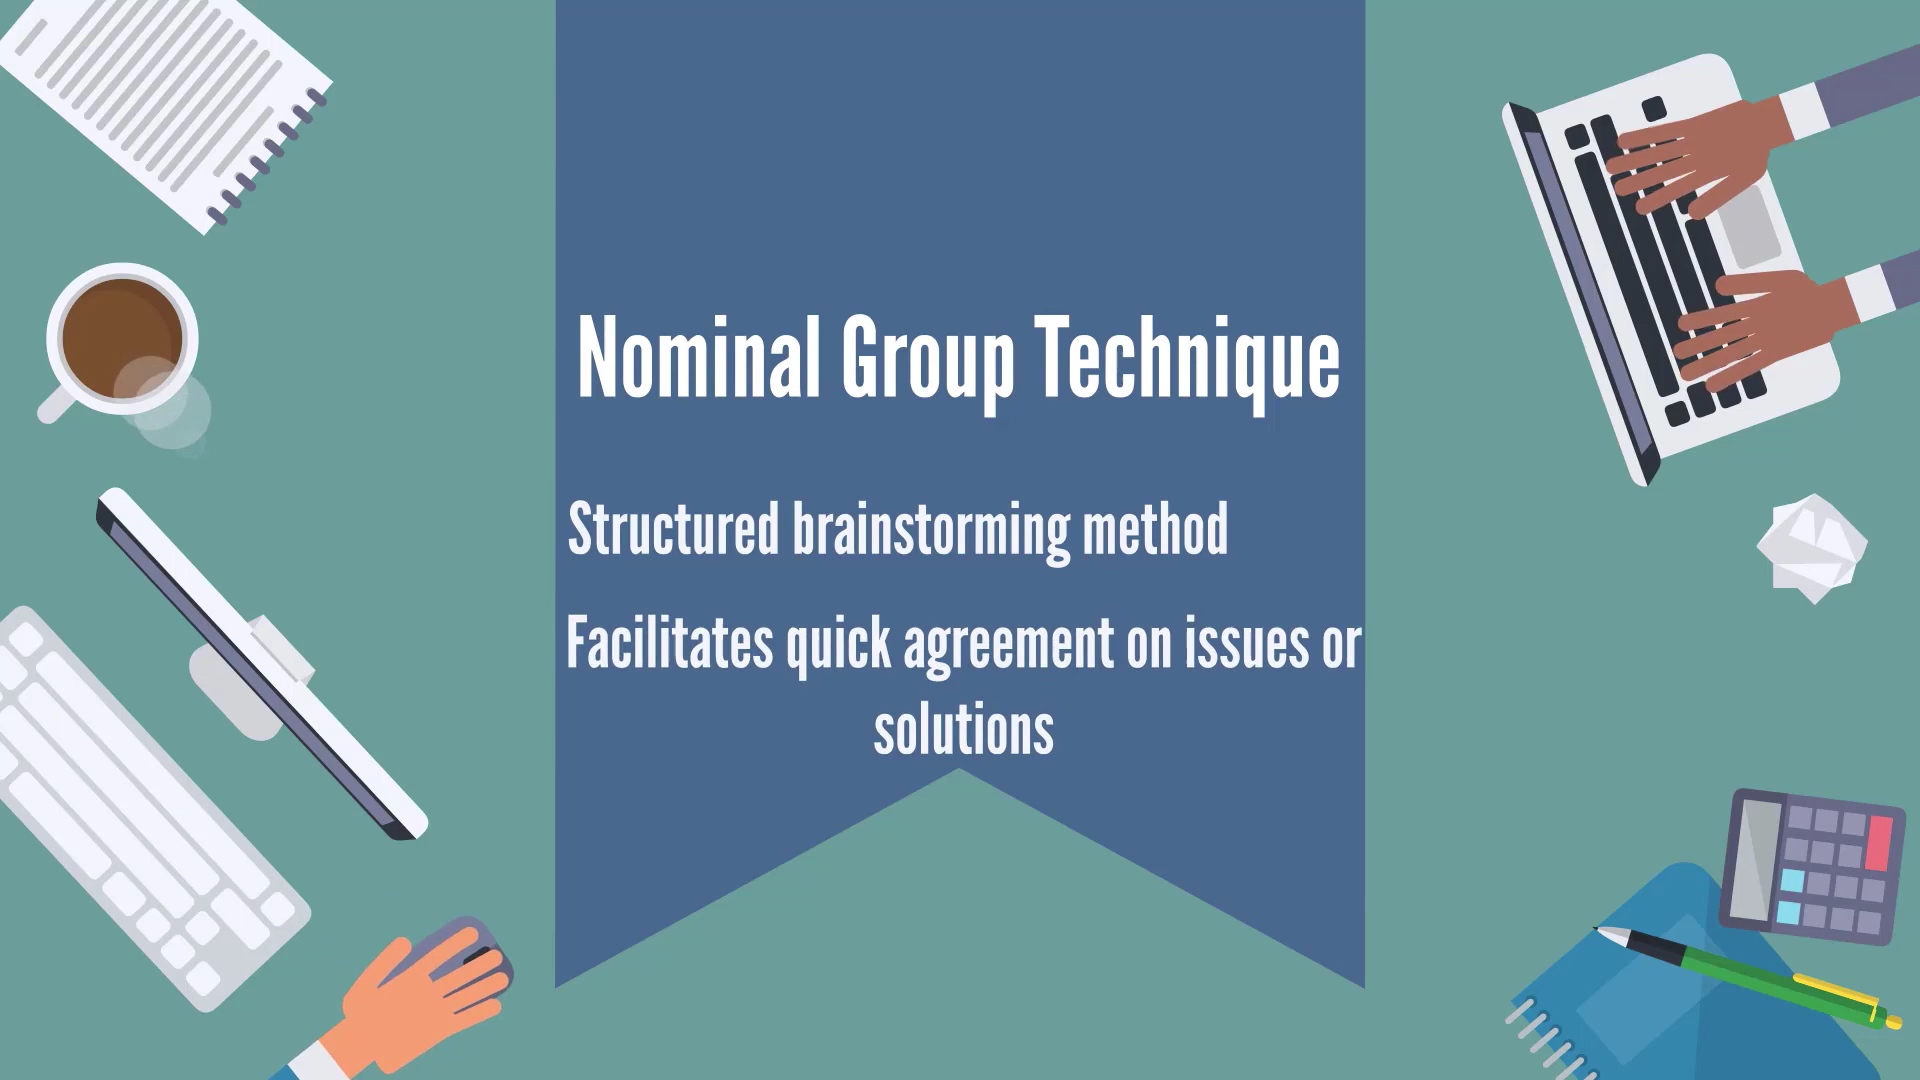 Nominal Group Technique
Structured brainstorming method
Facilitates quick agreement on issues or
solutions